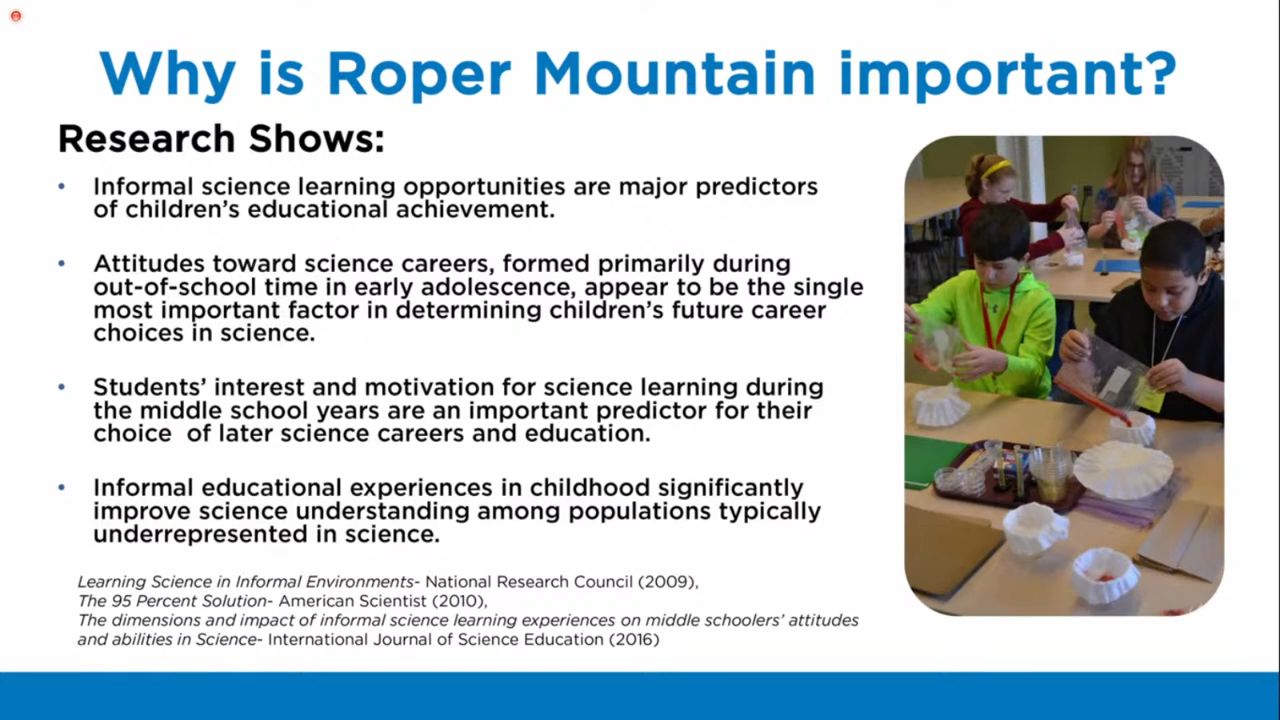 Why is Roper Mountain important?
Research Shows:
• Informal science learning opportunities are major predictors
of children’s educational achievement.
• Attitudes toward science careers, formed primarily during
out-of-school time in early adolescence, appear to be the single
most important factor in determining children’s future career
choices in science.
• Students’ interest and motivation for science learning during
the middle school years are an important predictor for their
choice  of later science careers and education.
• Informal educational experiences in childhood significantly
improve science understanding among populations typically
underrepresented in science.
Learning Science in Informal Environments- National Research Council (2009),
The 95 Percent Solution- American Scientist (2010),
The dimensions and impact of informal science learning experiences on middle schoolers’ attitudes
and abilities in Science- International Journal of Science Education (2016)